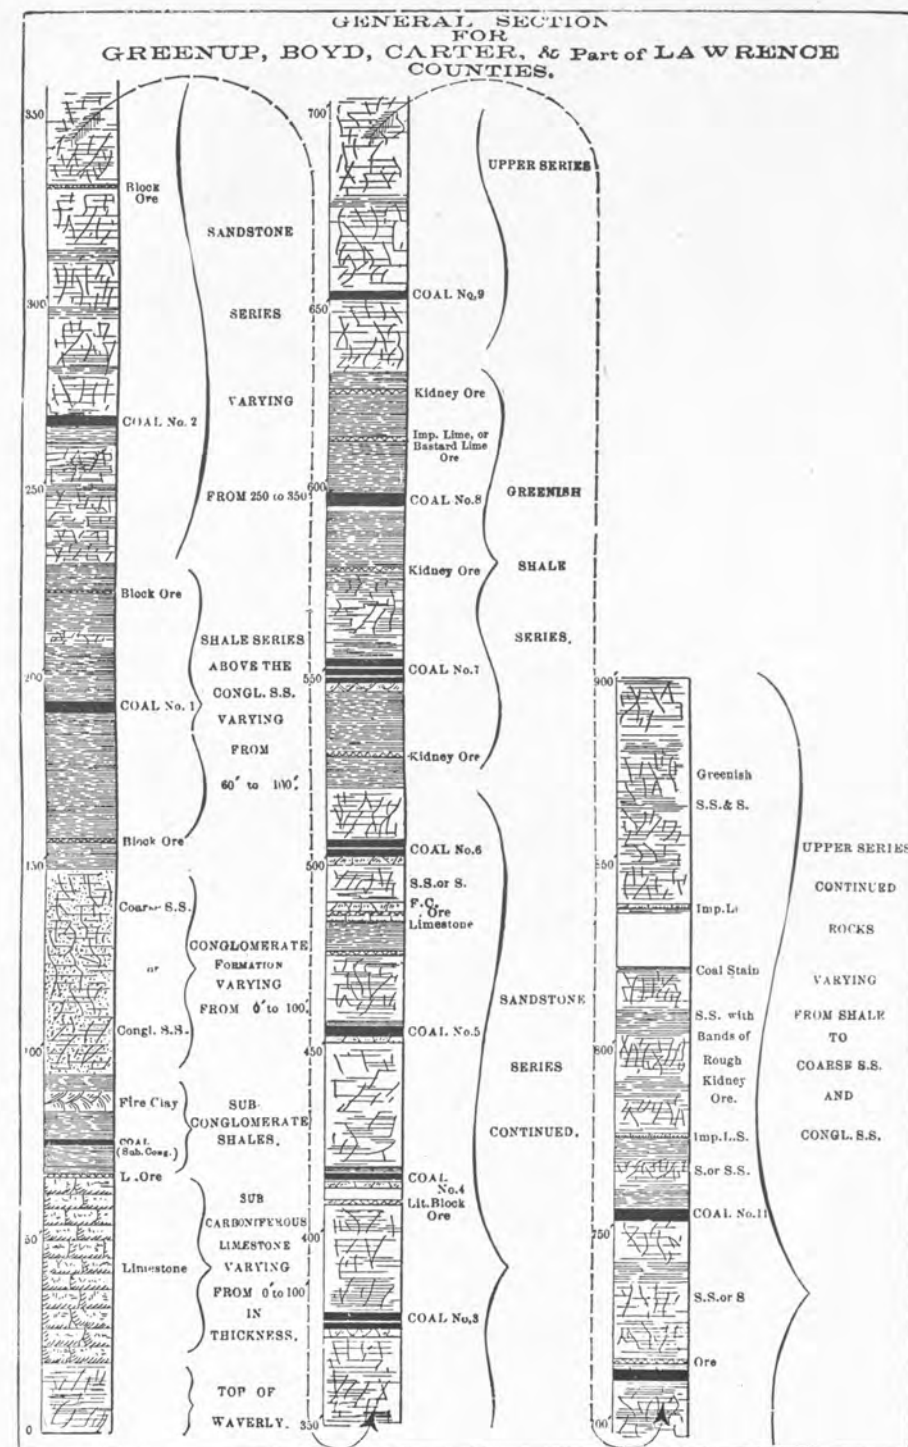 GENERAL SECTION
FOR
GREENUP, BOYD, CARTER, & Part of LAWRENCE
COUNTIES.
350
Block
Ore
300
COAL No. 2
250
Block Ore
200
COAL No. 1
Block Ore
150
Coarse S.S.
or
Congl. S.S.
100
Fire Clay
COAL
(Sub. Cong.)
L. Ore
50
Limestone
0
SANDSTONE
SERIES
VARYING
FROM 250 to 350'
SHALE SERIES
ABOVE THE
CONGL. S.S.
VARYING
FROM
60' to 100'.
CONGLOMERATE
FORMATION
VARYING
FROM 0' to 100'.
SUB-
CONGLOMERATE
SHALES.
SUB
CARBONIFEROUS
LIMESTONE
VARYING
FROM 0' to 100'
IN
THICKNESS.
TOP OF
WAVERLY.
700
650
COAL No. 9
Kidney Ore
Imp. Lime, or
Bastard Lime
Ore
600
COAL No. 8
Kidney Ore
COAL No. 7
550
Kidney Ore
COAL No. 6
500
S.S. or S.
F.C.
Ore
Limestone
COAL No. 5
450
COAL
No. 4
Lit. Block
Ore
400
COAL No. 3
350
UPPER SERIES
GREENISH
SHALE
SERIES.
SANDSTONE
SERIES
CONTINUED.
900'
Greenish
S.S. & S.
850
Imp. L.
Coal Stain
S.S. with
Bands of
Rough
Kidney
Ore.
800
Imp. L.S.
S. or S.S.
COAL No. 11
750
S.S. or S
Ore
700
UPPER SERIES
CONTINUED
ROCKS
VARYING
FROM SHALE
TO
COARSE S.S.
AND
CONGL. S.S.